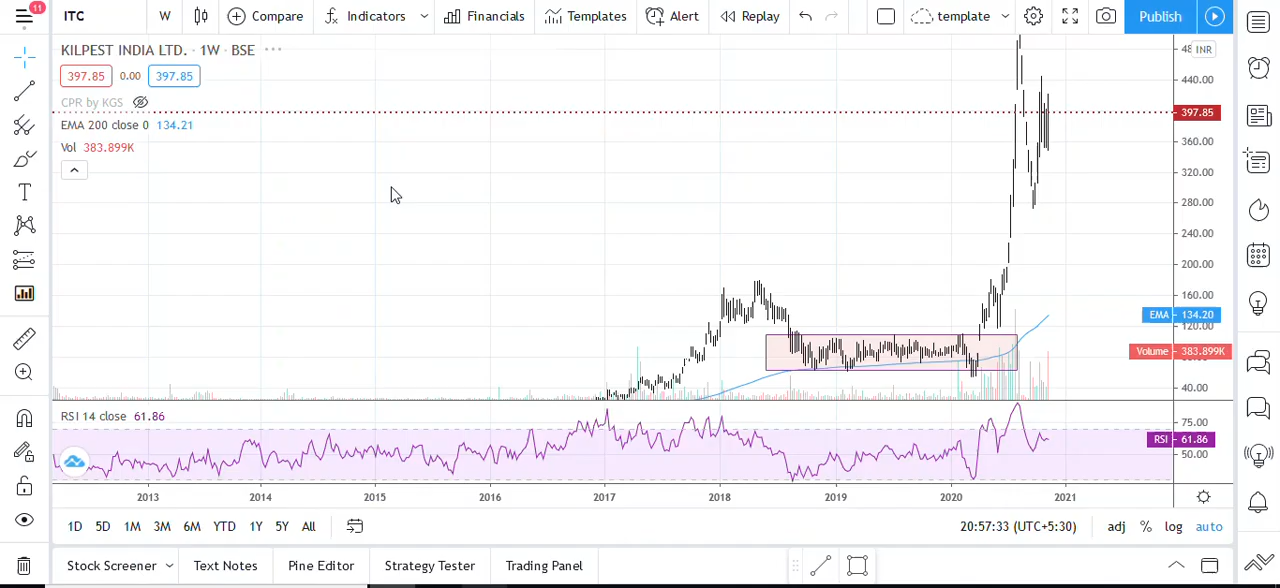 11
ITC
W
Compare
Indicators
Financials
Templates
Alert
Replay
template
Publish
KILPEST INDIA LTD. · 1W · BSE
INR
397.85 0.00 397.85
CPR by KGS
EMA 200 close 0 134.21
Vol 383.899K
440.00
397.85
360.00
320.00
280.00
240.00
200.00
160.00
EMA 134.20
120.00
Volume 383.899K
40.00
RSI 14 close 61.86
75.00
RSI 61.86
50.00
2013 2014 2015 2016 2017 2018 2019 2020 2021
1D 5D 1M 3M 6M YTD 1Y 5Y All
20:57:33 (UTC+5:30) adj % log auto
Stock Screener Text Notes Pine Editor Strategy Tester Trading Panel